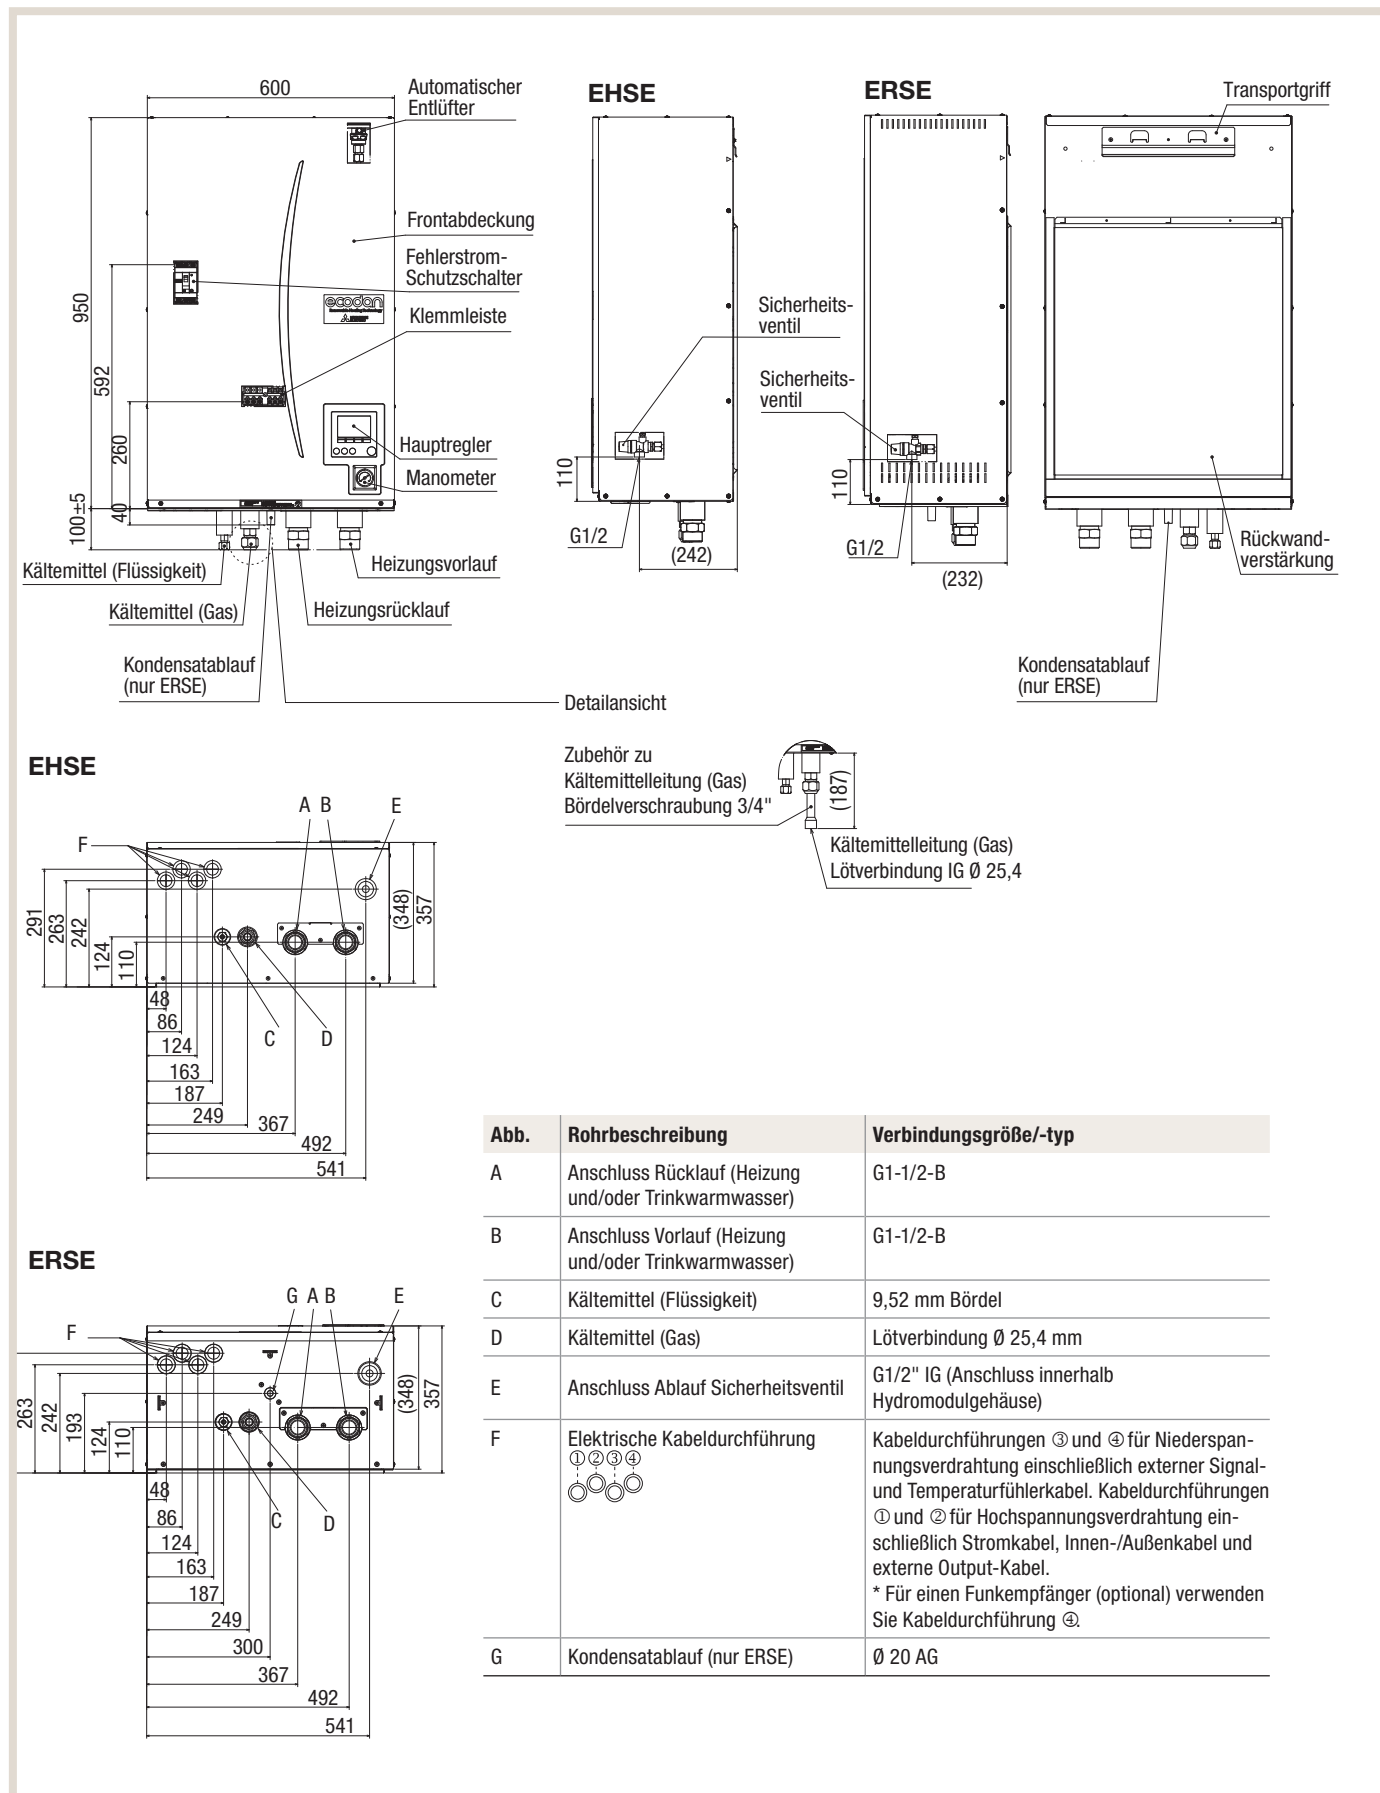 600
Automatischer
Entlüfter
Frontabdeckung
Fehlerstrom-
Schutzschalter
ecodan
Klemmleiste
Hauptregler
Manometer
950
592
260
100±5
40
Kältemittel (Flüssigkeit)
Heizungsvorlauf
Kältemittel (Gas)
Heizungsrücklauf
Kondensatablauf
(nur ERSE)
Detailansicht
EHSE
Sicherheits-
ventil
110
G1/2
(242)
ERSE
Sicherheits-
ventil
110
G1/2
(232)
Transportgriff
Rückwand-
verstärkung
Kondensatablauf
(nur ERSE)
Zubehör zu
Kältemittelleitung (Gas)
Bördelverschraubung 3/4"
(187)
Kältemittelleitung (Gas)
Lötverbindung IG Ø 25,4
EHSE
A B E
F
291
263
242
124
110
(348)
357
48
86
124
163
187
249
367
492
541
C D
ERSE
G A B E
F
263
242
193
124
110
(348)
357
48
86
124
163
187
249
300
367
492
541
C D
Abb. Rohrbeschreibung Verbindungsgröße/-typ
A Anschluss Rücklauf (Heizung
und/oder Trinkwarmwasser)
G1-1/2-B
B Anschluss Vorlauf (Heizung
und/oder Trinkwarmwasser)
G1-1/2-B
C Kältemittel (Flüssigkeit) 9,52 mm Bördel
D Kältemittel (Gas) Lötverbindung Ø 25,4 mm
E Anschluss Ablauf Sicherheitsventil
G1/2" IG (Anschluss innerhalb
Hydromodulgehäuse)
F Elektrische Kabeldurchführung
①②③④
Kabeldurchführungen ③ und ④ für Niederspan-
nungsverdrahtung einschließlich externer Signal-
und Temperaturfühlerkabel. Kabeldurchführungen
① und ② für Hochspannungsverdrahtung ein-
schließlich Stromkabel, Innen-/Außenkabel und
externe Output-Kabel.
* Für einen Funkempfänger (optional) verwenden
Sie Kabeldurchführung ④.
G Kondensatablauf (nur ERSE) Ø 20 AG